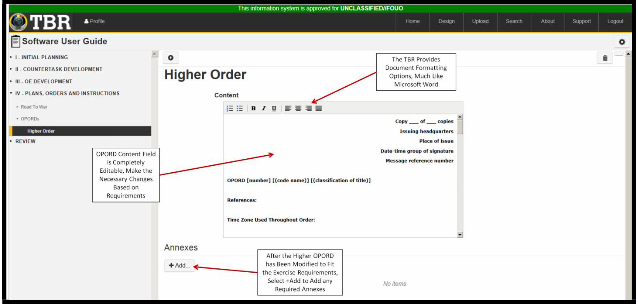 This information system is approved for UNCLASSIFIED//FOUO
TBR
Profile
Home Design Upload Search About Support Logout
Software User Guide
I - INITIAL PLANNING
II - COUNTERTASK DEVELOPMENT
III - OE DEVELOPMENT
IV - PLANS, ORDERS AND INSTRUCTIONS
Road To War
OPORDs
Higher Order
REVIEW
Higher Order
Content
B I U
Copy ___ of ___ copies
Issuing headquarters
Place of issue
Date-time group of signature
Message reference number
OPORD [number] [(code name)] [(classification of title)]
References:
Time Zone Used Throughout Order:
Annexes
+ Add...
No items
The TBR Provides
Document Formatting
Options, Much Like
Microsoft Word
OPORD Content Field
is Completely
Editable, Make the
Necessary Changes
Based on
Requirements
After the Higher OPORD
has Been Modified to Fit
the Exercise Requirements,
Select +Add to Add any
Required Annexes